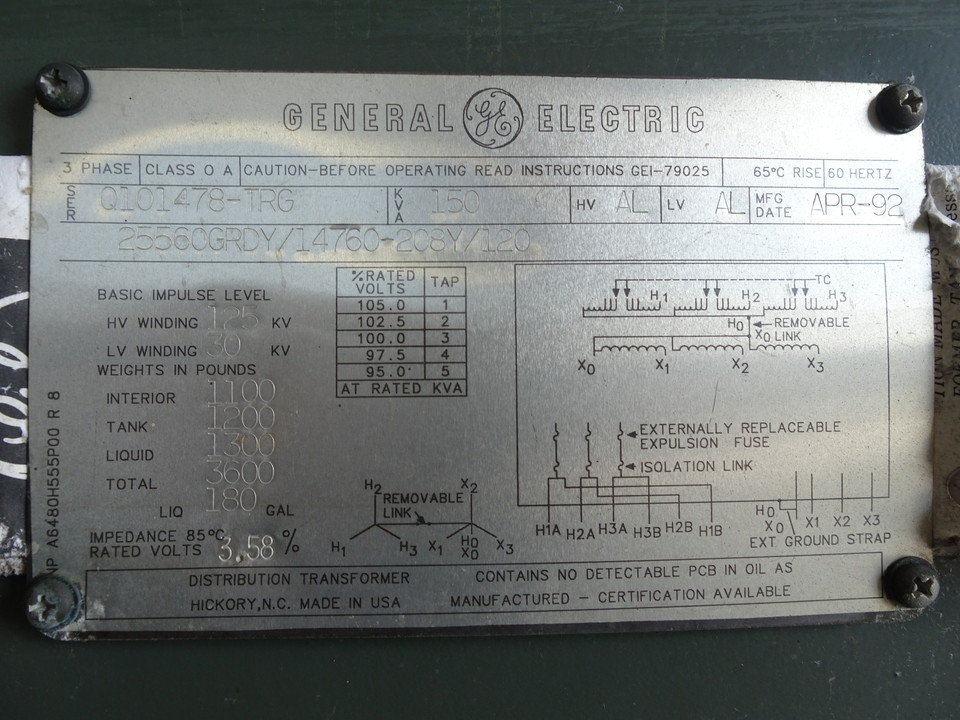 GENERAL GE ELECTRIC
3 PHASE CLASS O A CAUTION-BEFORE OPERATING READ INSTRUCTIONS GEI-79025 65°C RISE 60 HERTZ
SER Q101478-TRG KVA 150 HV AL LV AL MFG DATE APR-92
25560GRDY/14760-208Y/120
BASIC IMPULSE LEVEL
HV WINDING 125 KV
LV WINDING 30 KV
WEIGHTS IN POUNDS
INTERIOR 1100
TANK 1200
LIQUID 1300
TOTAL 3600
LIQ 180 GAL
IMPEDANCE 85°C
RATED VOLTS 3.58 %
%RATED VOLTS TAP
105.0 1
102.5 2
100.0 3
97.5 4
95.0 5
AT RATED KVA
TC
H1 H2 H3
H0 REMOVABLE
X0 LINK
X0 X1 X2 X3
EXTERNALLY REPLACEABLE
EXPULSION FUSE
ISOLATION LINK
H2 X2
REMOVABLE
LINK
H1 H3 X1 H0 X0 X3
H1A H2A H3A H3B H2B H1B
H0 X0 X1 X2 X3
EXT GROUND STRAP
DISTRIBUTION TRANSFORMER CONTAINS NO DETECTABLE PCB IN OIL AS
HICKORY,N.C. MADE IN USA MANUFACTURED - CERTIFICATION AVAILABLE
NP A6480H555P00 R 8